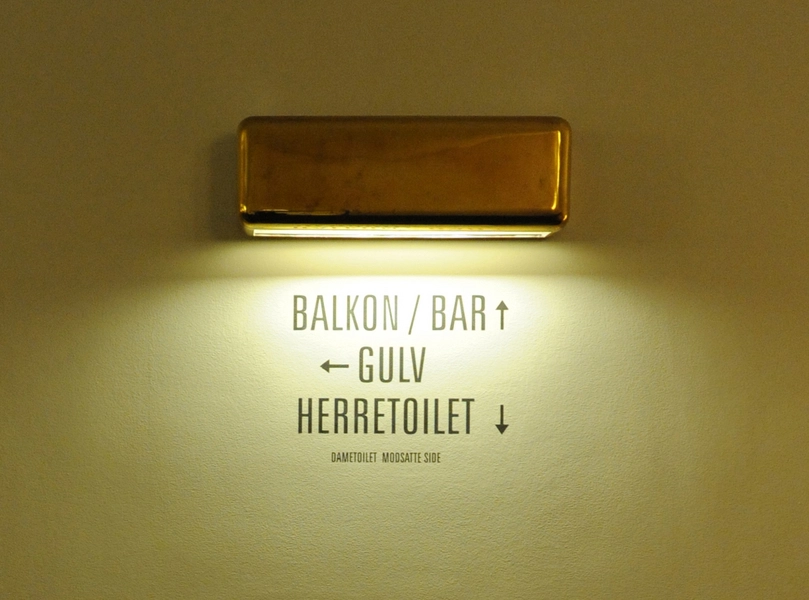 BALKON / BAR ↑
← GULV
HERRETOILET ↓
DAMETOILET MODSATTE SIDE